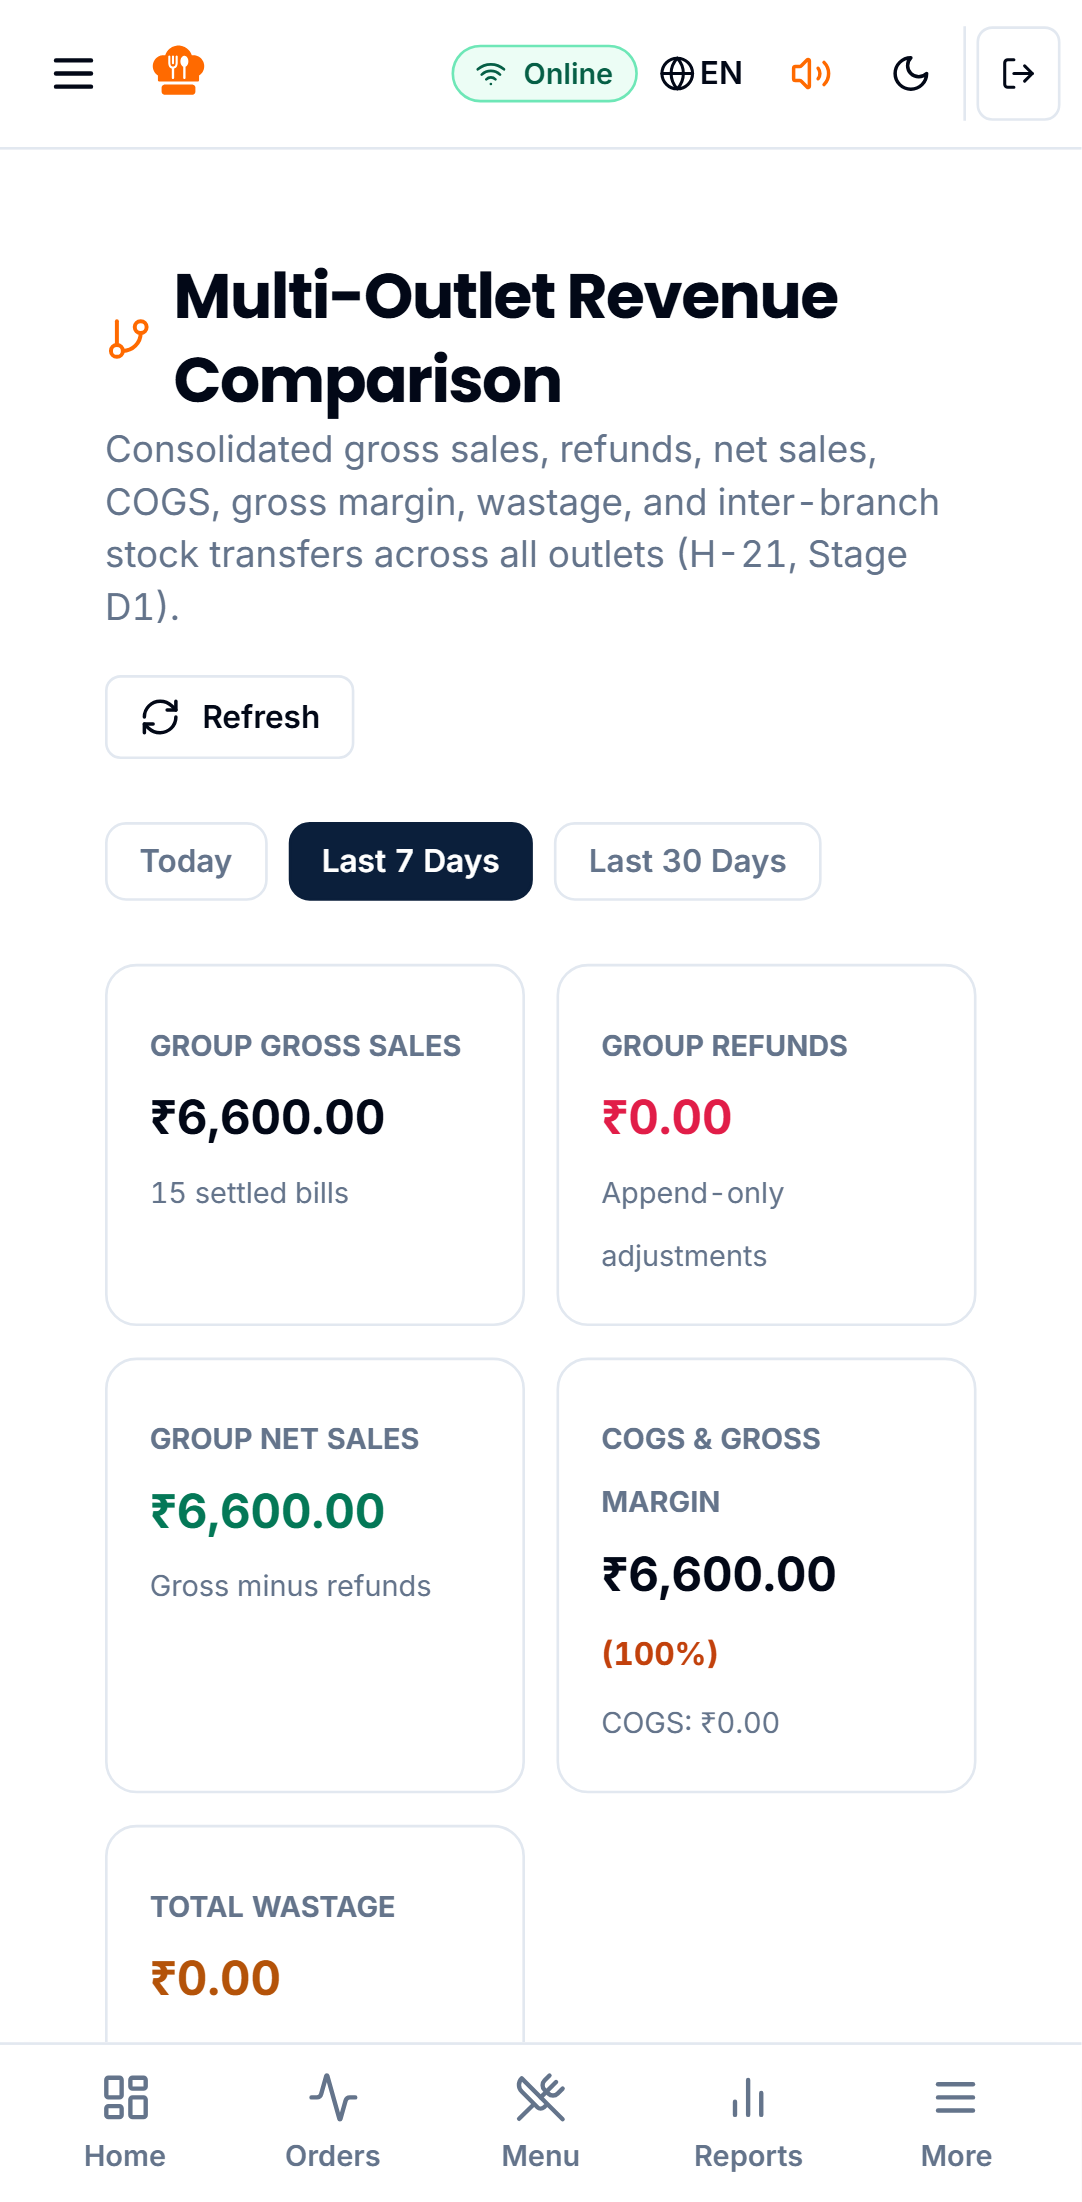 Online
EN
Multi-Outlet Revenue
Comparison
Consolidated gross sales, refunds, net sales,
COGS, gross margin, wastage, and inter-branch
stock transfers across all outlets (H-21, Stage
D1).
Refresh
Today
Last 7 Days
Last 30 Days
GROUP GROSS SALES
₹6,600.00
15 settled bills
GROUP REFUNDS
₹0.00
Append-only
adjustments
GROUP NET SALES
₹6,600.00
Gross minus refunds
COGS & GROSS
MARGIN
₹6,600.00
(100%)
COGS: ₹0.00
TOTAL WASTAGE
₹0.00
Home
Orders
Menu
Reports
More